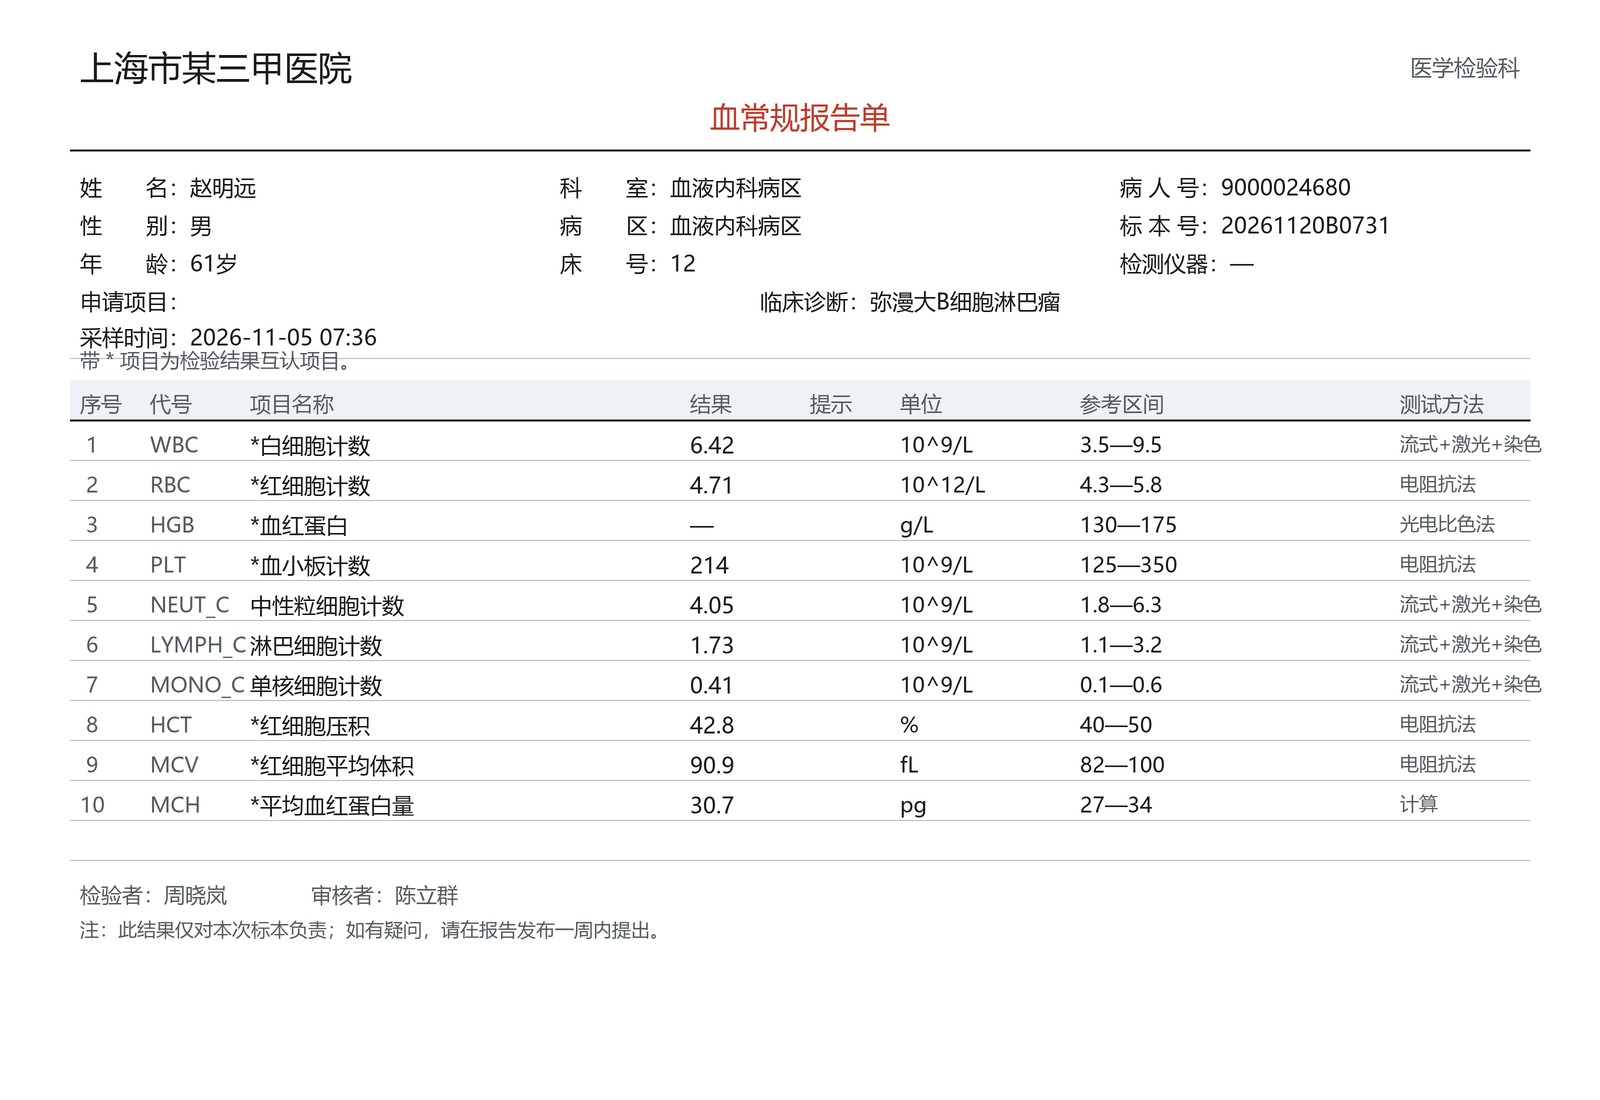 上海市某三甲医院 医学检验科
血常规报告单
姓 名：赵明远 科 室：血液内科病区 病 人 号：9000024680
性 别：男 病 区：血液内科病区 标 本 号：20261120B0731
年 龄：61岁 床 号：12 检测仪器：—
申请项目： 临床诊断：弥漫大B细胞淋巴瘤
采样时间：2026-11-05 07:36
带 * 项目为检验结果互认项目。
序号 代号 项目名称 结果 提示 单位 参考区间 测试方法
1 WBC *白细胞计数 6.42 10^9/L 3.5—9.5 流式+激光+染色
2 RBC *红细胞计数 4.71 10^12/L 4.3—5.8 电阻抗法
3 HGB *血红蛋白 — g/L 130—175 光电比色法
4 PLT *血小板计数 214 10^9/L 125—350 电阻抗法
5 NEUT_C 中性粒细胞计数 4.05 10^9/L 1.8—6.3 流式+激光+染色
6 LYMPH_C 淋巴细胞计数 1.73 10^9/L 1.1—3.2 流式+激光+染色
7 MONO_C 单核细胞计数 0.41 10^9/L 0.1—0.6 流式+激光+染色
8 HCT *红细胞压积 42.8 % 40—50 电阻抗法
9 MCV *红细胞平均体积 90.9 fL 82—100 电阻抗法
10 MCH *平均血红蛋白量 30.7 pg 27—34 计算
检验者：周晓岚 审核者：陈立群
注：此结果仅对本次标本负责；如有疑问，请在报告发布一周内提出。